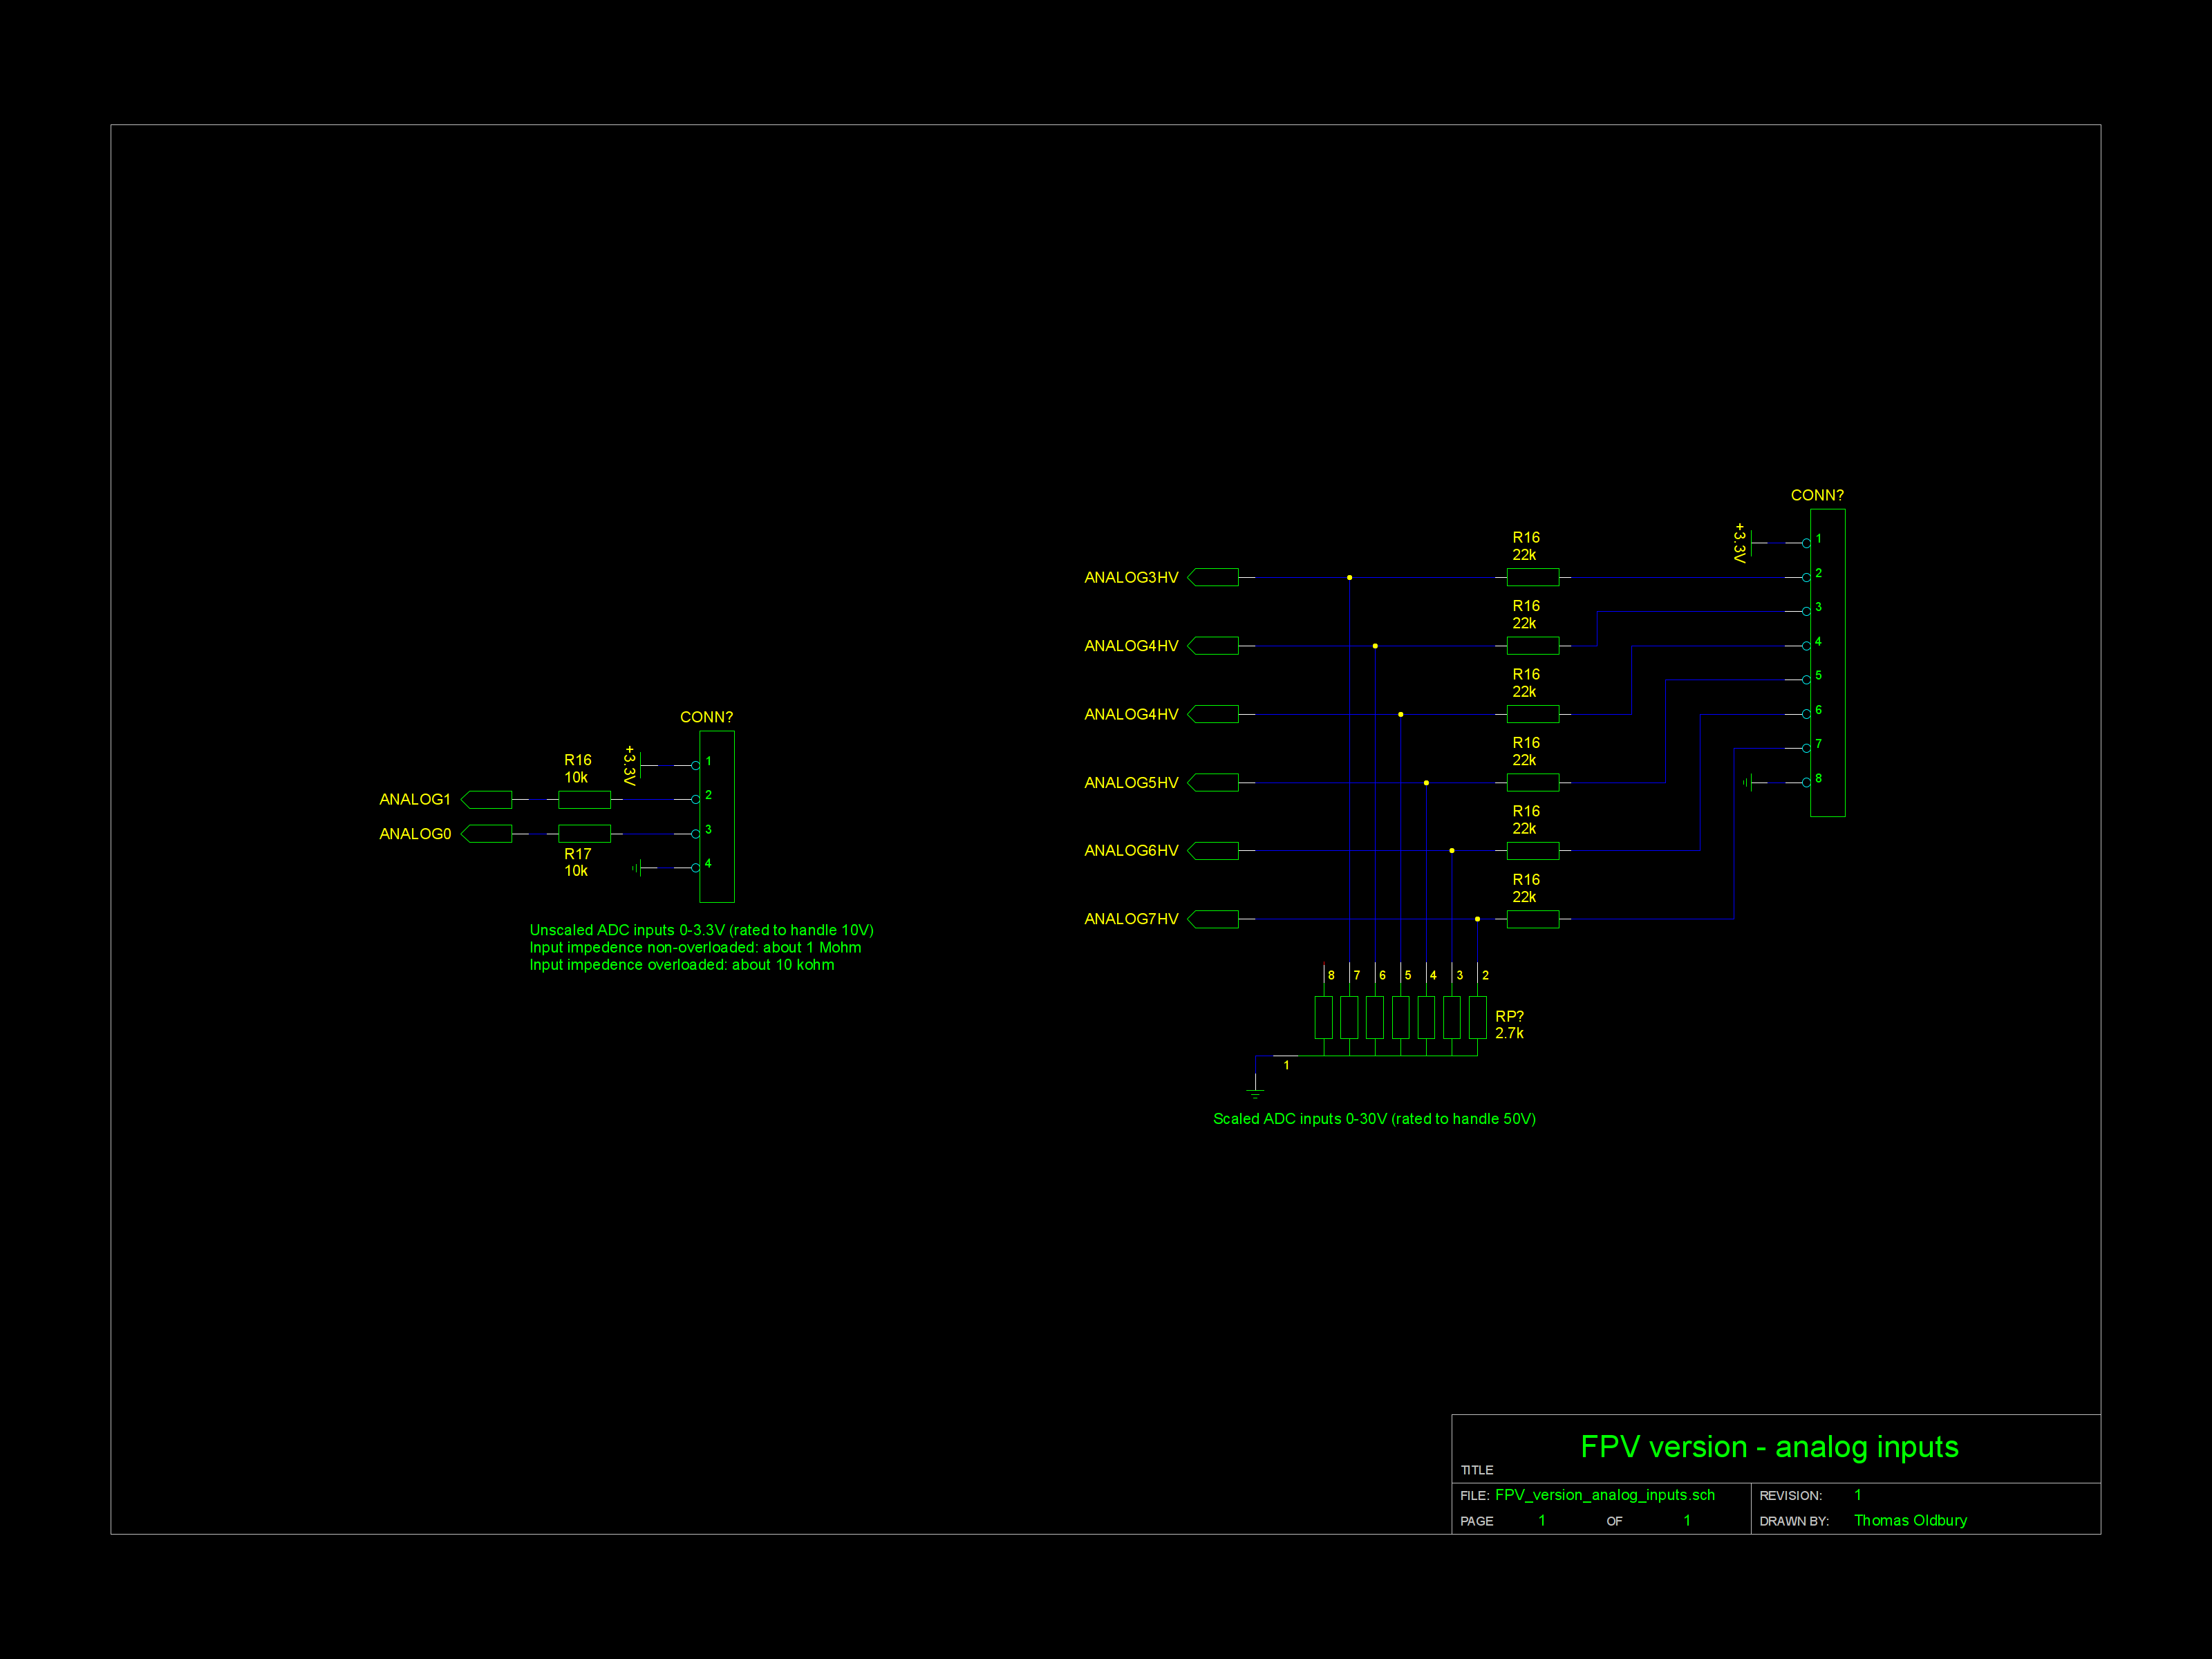 CONN?
+3.3V
1
R16
10k
ANALOG1
2
ANALOG0
3
R17
10k
4
Unscaled ADC inputs 0-3.3V (rated to handle 10V)
Input impedence non-overloaded: about 1 Mohm
Input impedence overloaded: about 10 kohm
CONN?
+3.3V
1
R16
22k
ANALOG3HV
2
R16
22k
3
ANALOG4HV
4
R16
22k
5
ANALOG4HV
6
R16
22k
7
ANALOG5HV
8
R16
22k
ANALOG6HV
R16
22k
ANALOG7HV
8 7 6 5 4 3 2
RP?
2.7k
1
Scaled ADC inputs 0-30V (rated to handle 50V)
FPV version - analog inputs
TITLE
FILE: FPV_version_analog_inputs.sch
REVISION: 1
PAGE 1 OF 1
DRAWN BY: Thomas Oldbury